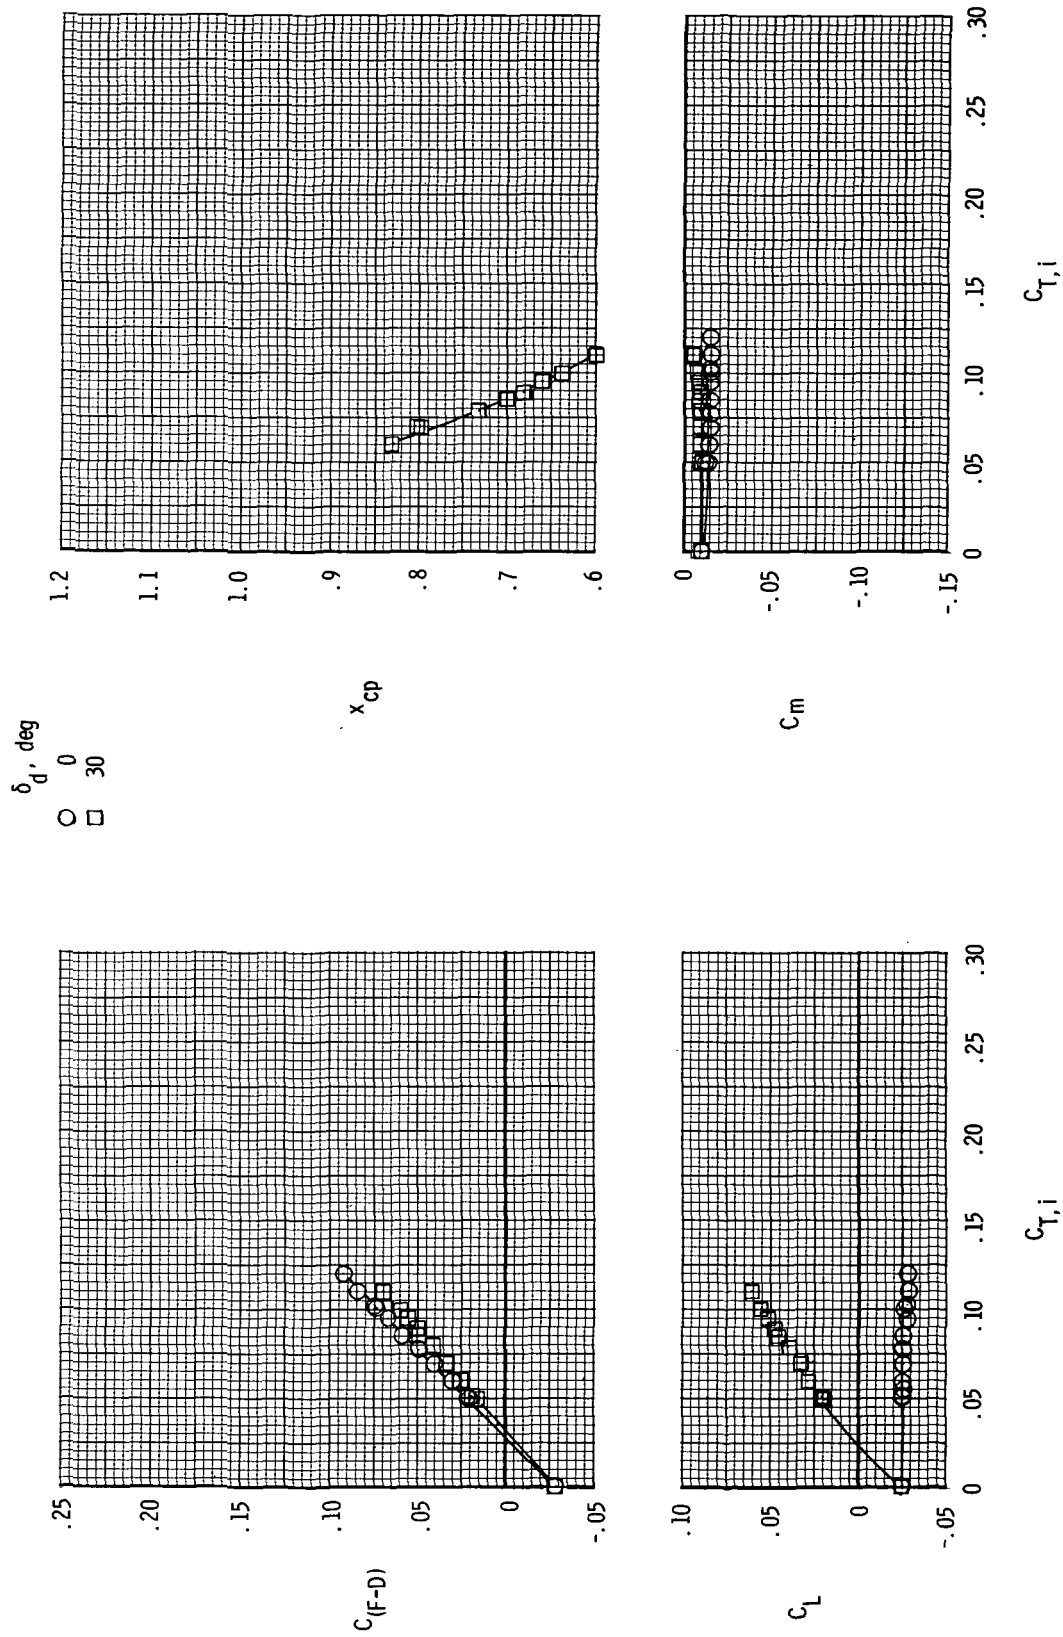 δd, deg
○ 0
□ 30
.25
.20
.15
.10
.05
0
-.05
C(F-D)
.10
.05
0
-.05
CL
0 .05 .10 .15 .20 .25 .30
CT,i
1.2
1.1
1.0
.9
.8
.7
.6
xcp
0
-.05
-.10
-.15
Cm
0 .05 .10 .15 .20 .25 .30
CT,i